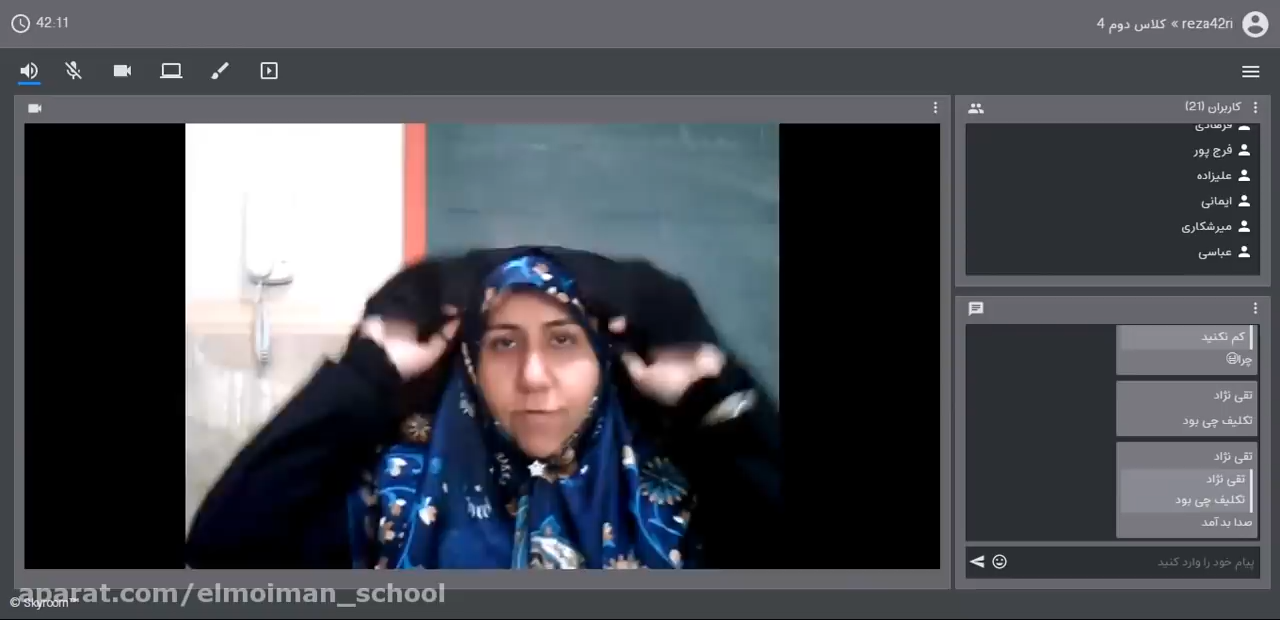 42:11
reza42ri » کلاس دوم 4
کاربران (21)
فرهادی
فرج پور
علیزاده
ایمانی
میرشکاری
عباسی
کم نکنید
چرا😃
تقی نژاد
تکلیف چی بود
تقی نژاد
تقی نژاد
تکلیف چی بود
صدا بد آمد
پیام خود را وارد کنید
aparat.com/elmoiman_school
© Skyroom™